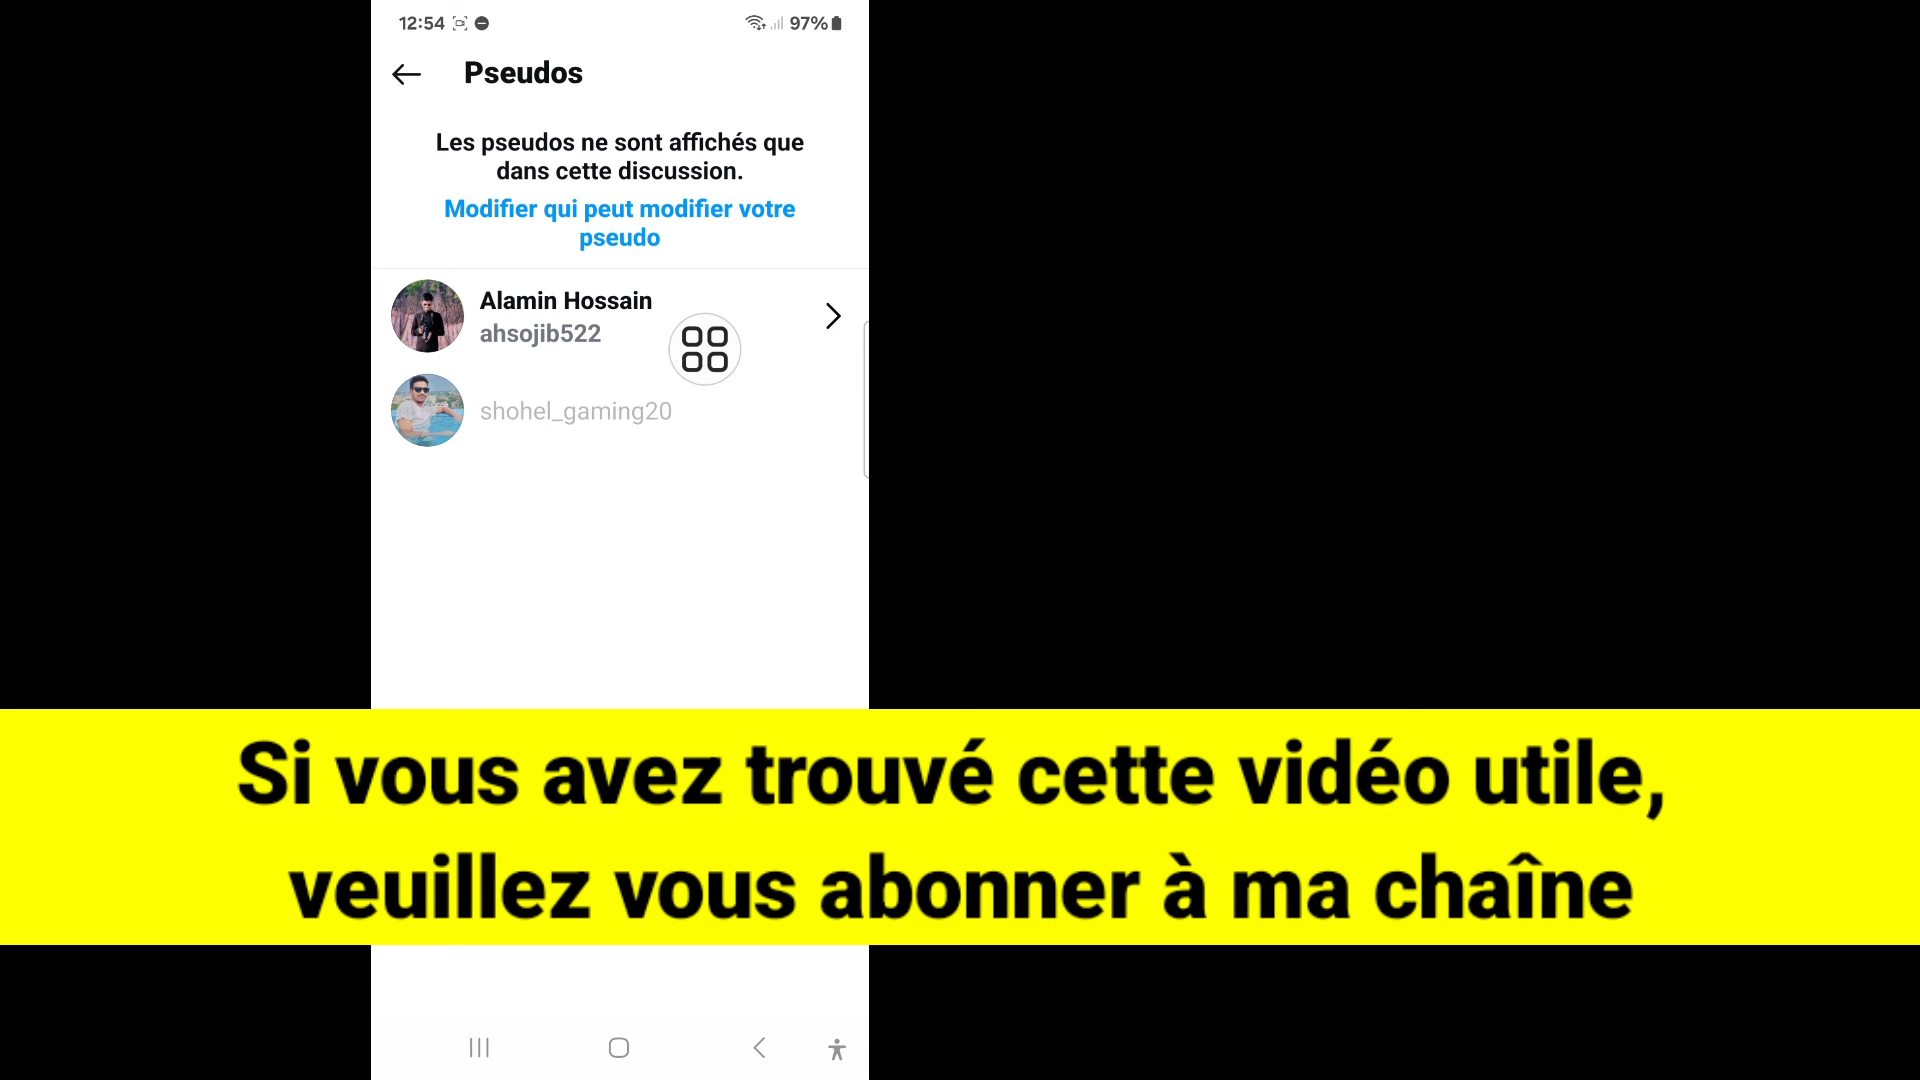 12:54
97%
Pseudos
Les pseudos ne sont affichés que
dans cette discussion.
Modifier qui peut modifier votre
pseudo
Alamin Hossain
ahsojib522
shohel_gaming20
Si vous avez trouvé cette vidéo utile,
veuillez vous abonner à ma chaîne